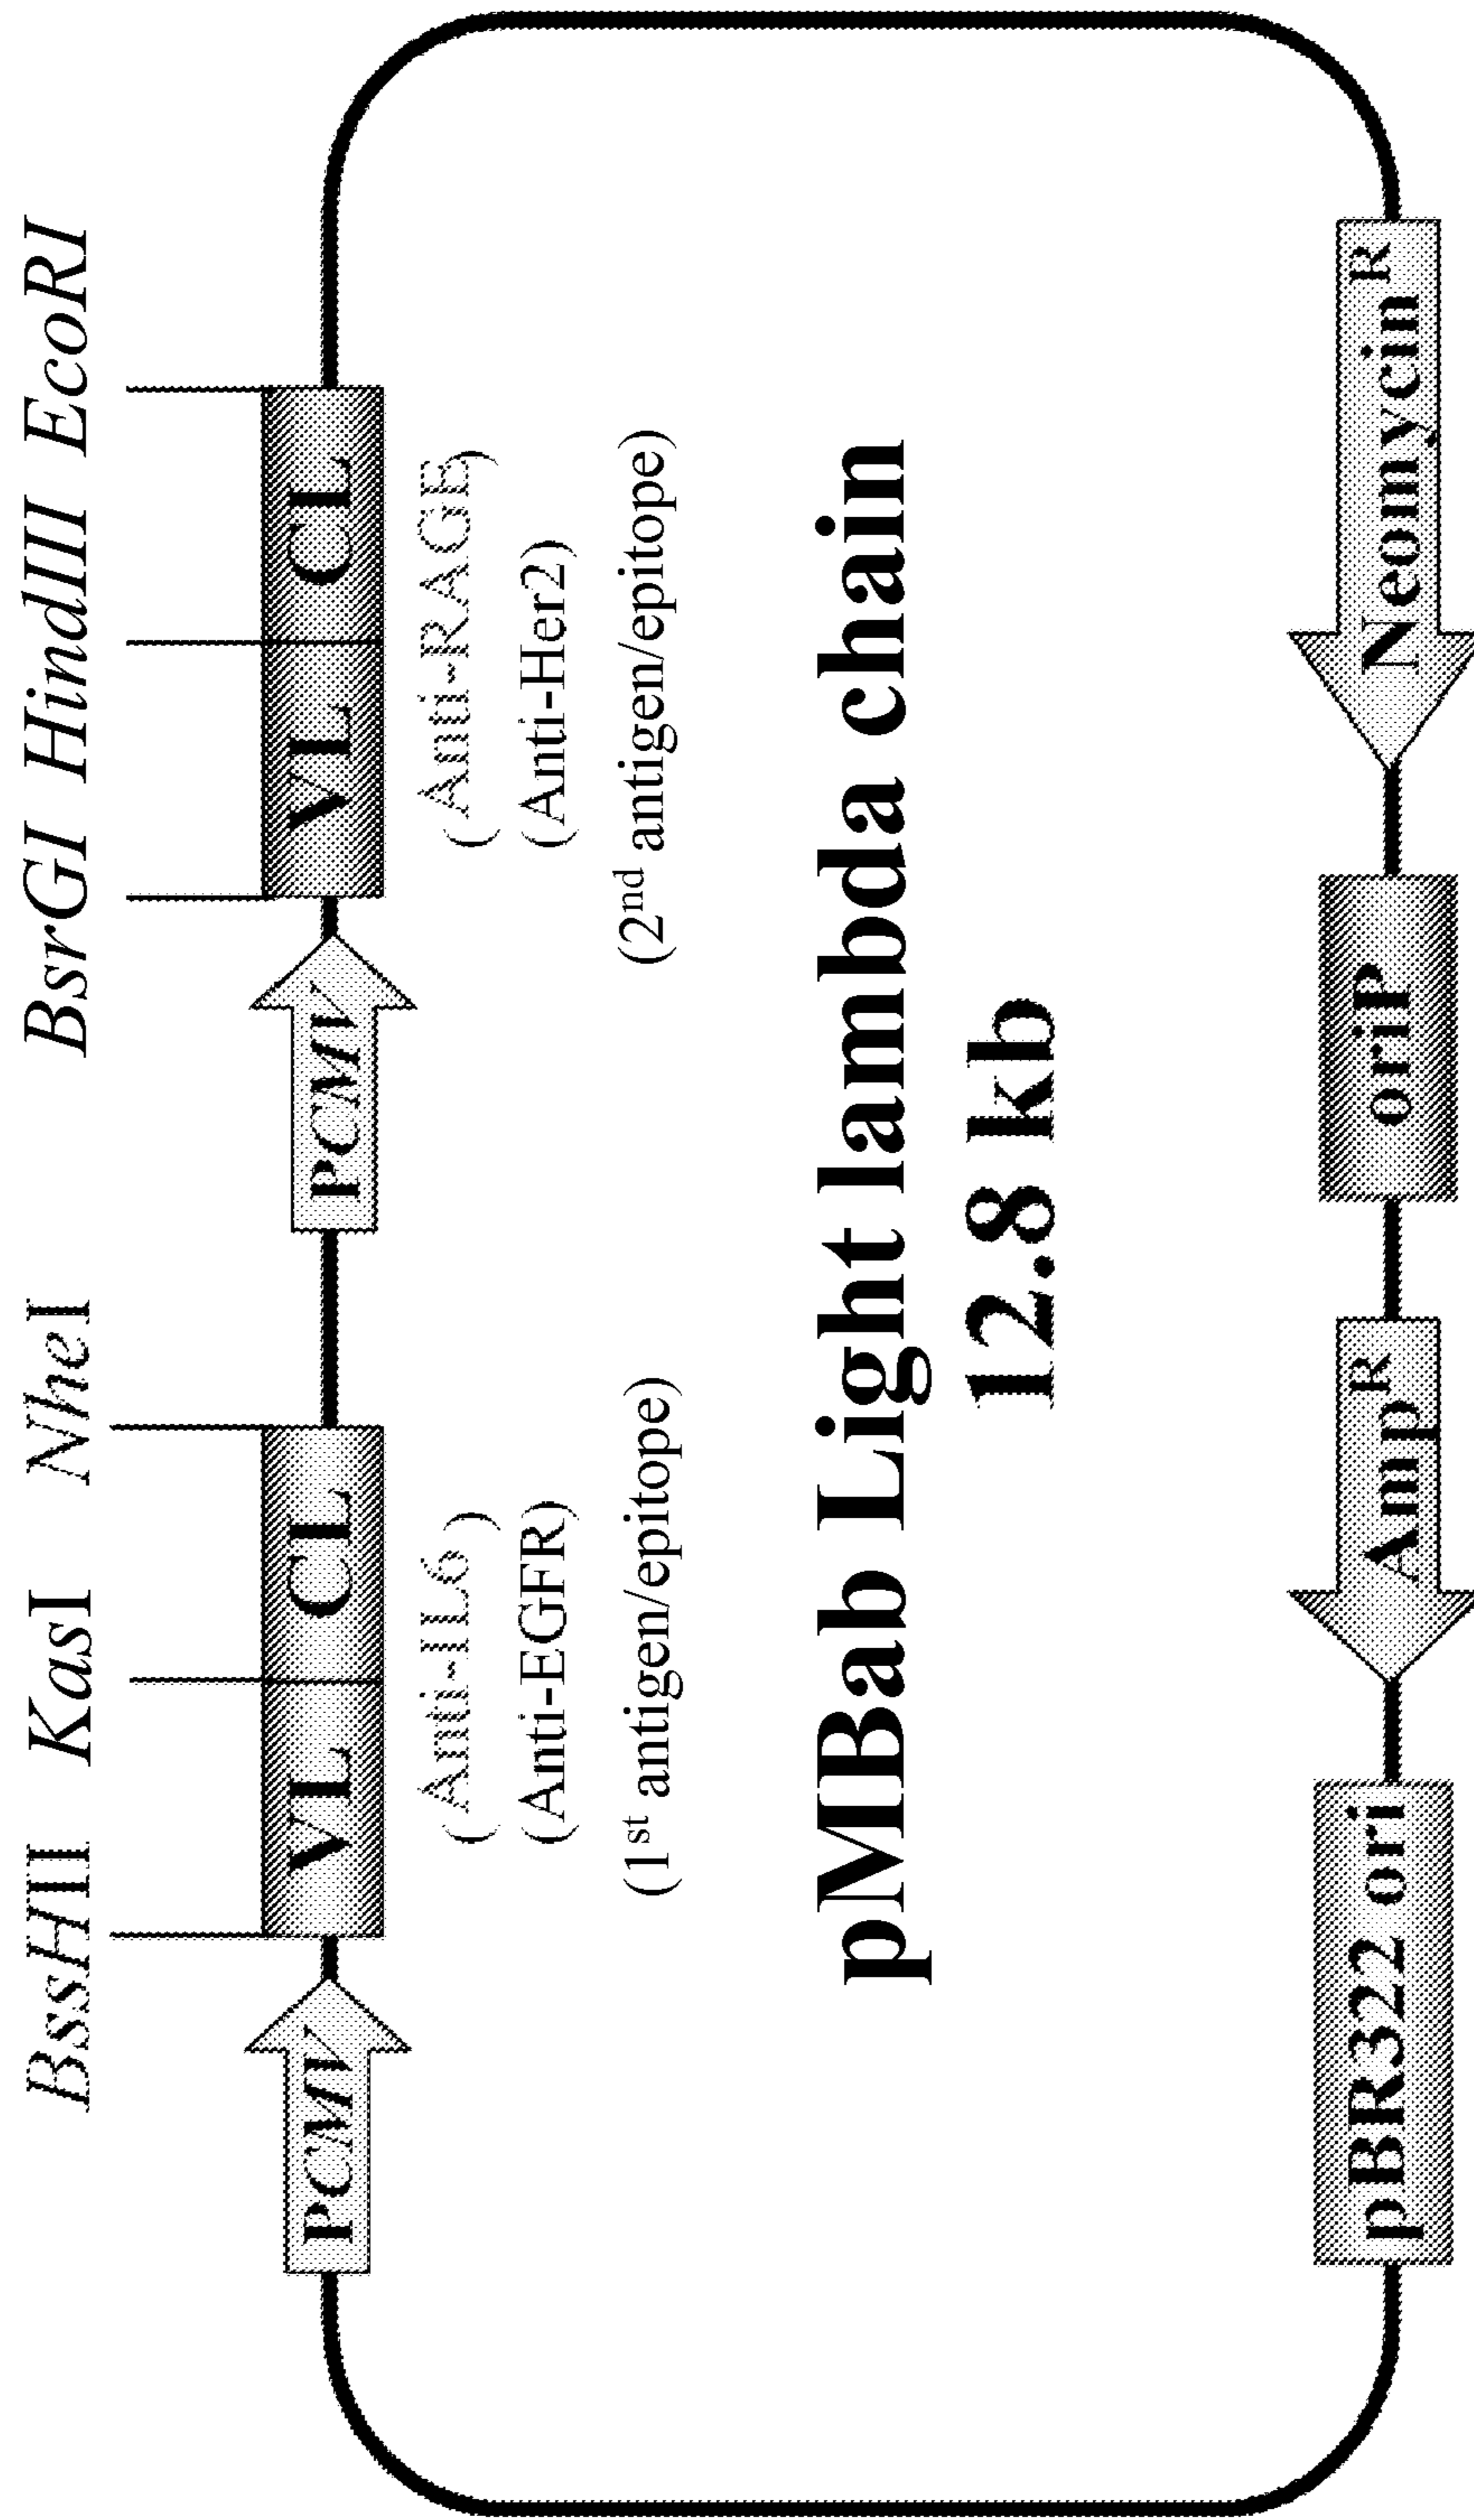 BssHII KasI NheI BsrGI HindIII EcoRI
PCMV VL CL PCMV VL CL
(Anti-IL6 ) ( Anti-RAGE)
(Anti-EGFR) (Anti-Her2)
(1st antigen/epitope) (2nd antigen/epitope)
pMBab Light lambda chain
12.8 kb
pBR322 ori AmpR oriP NeomycinR